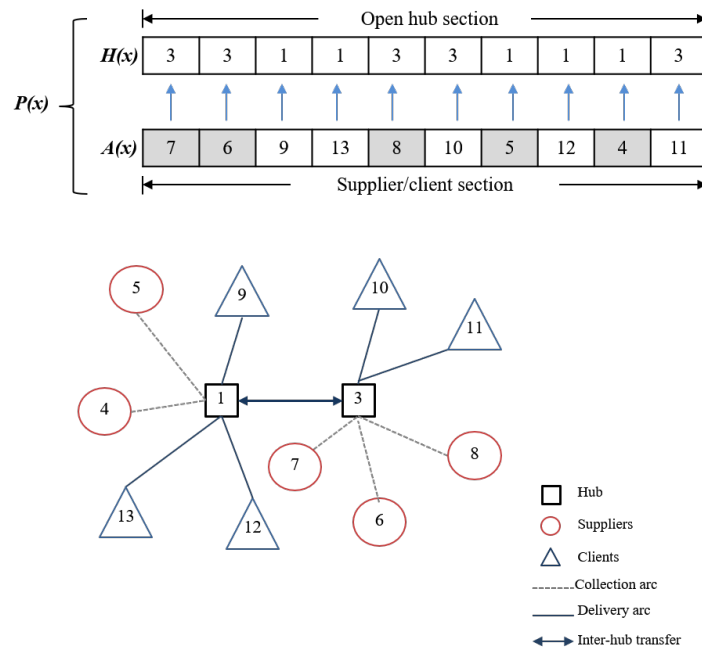 Open hub section
H(x) 3 3 1 1 3 3 1 1 1 3
P(x)
A(x) 7 6 9 13 8 10 5 12 4 11
Supplier/client section
5
9
10
11
1
3
4
7
8
13
12
6
Hub
Suppliers
Clients
Collection arc
Delivery arc
Inter-hub transfer